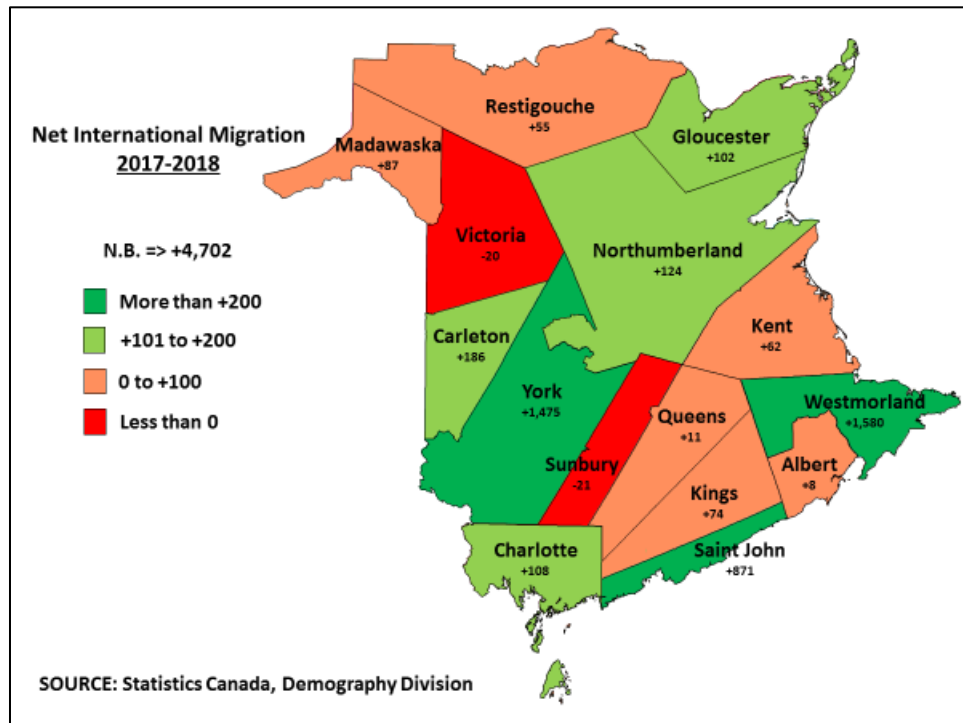 Net International Migration
2017-2018
N.B. => +4,702
More than +200
+101 to +200
0 to +100
Less than 0
Restigouche
+55
Gloucester
+102
Madawaska
+87
Victoria
-20
Northumberland
+124
Carleton
+186
Kent
+62
York
+1,475
Westmorland
+1,580
Queens
+11
Sunbury
-21
Albert
+8
Kings
+74
Charlotte
+108
Saint John
+871
SOURCE: Statistics Canada, Demography Division